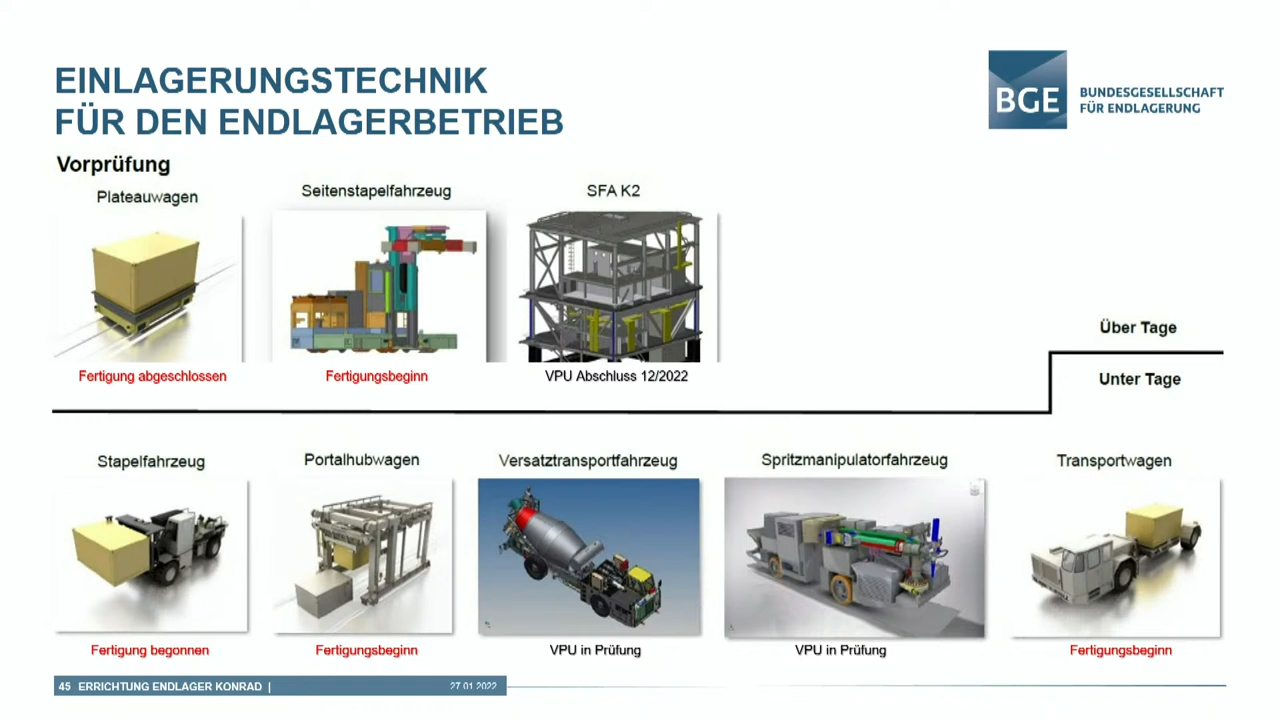 EINLAGERUNGSTECHNIK
FÜR DEN ENDLAGERBETRIEB
BGE
BUNDESGESELLSCHAFT
FÜR ENDLAGERUNG
Vorprüfung
Plateauwagen
Seitenstapelfahrzeug
SFA K2
Fertigung abgeschlossen
Fertigungsbeginn
VPU Abschluss 12/2022
Über Tage
Unter Tage
Stapelfahrzeug
Portalhubwagen
Versatztransportfahrzeug
Spritzmanipulatorfahrzeug
Transportwagen
Fertigung begonnen
Fertigungsbeginn
VPU in Prüfung
VPU in Prüfung
Fertigungsbeginn
45 ERRICHTUNG ENDLAGER KONRAD |
27.01.2022